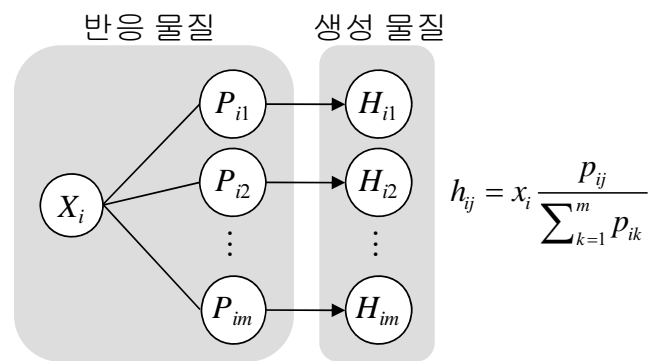 반응 물질 생성 물질
P_{i1} H_{i1}
P_{i2} H_{i2}
X_i
⋮ ⋮
P_{im} H_{im}
h_{ij} = x_i \frac{p_{ij}}{\sum_{k=1}^{m} p_{ik}}